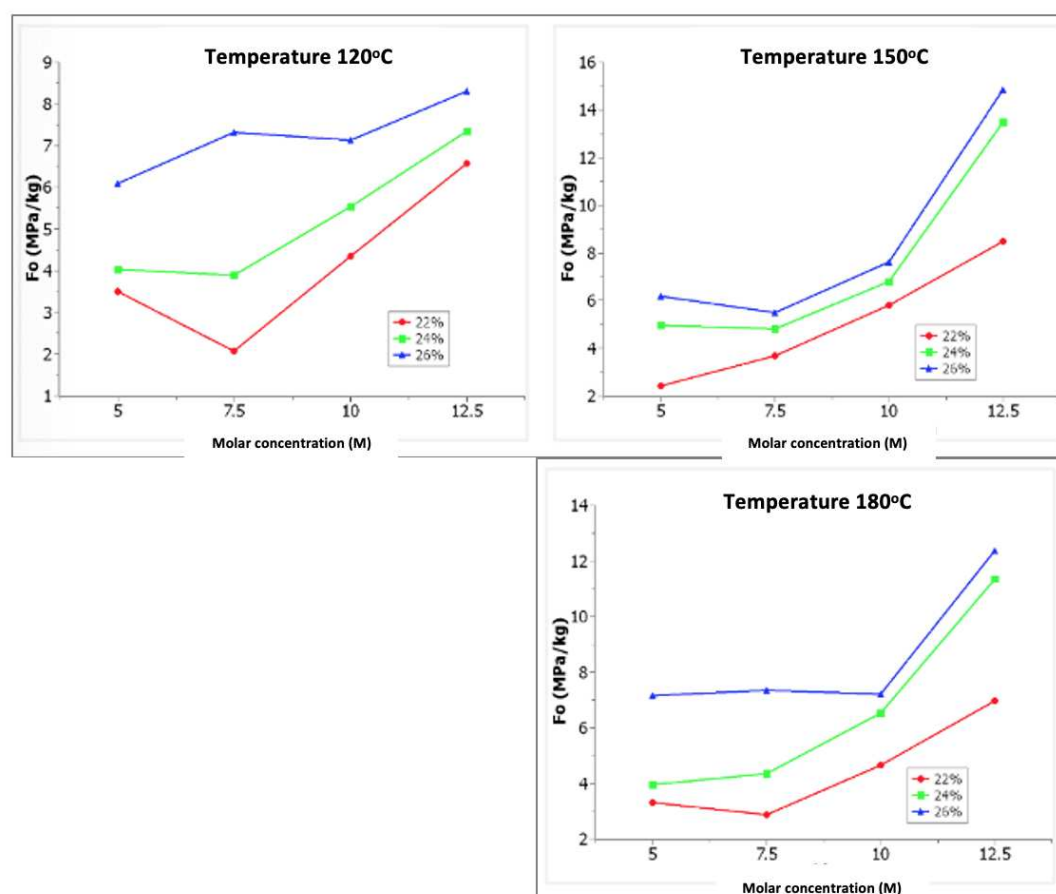 Temperature 120°C
9
8
7
6
5
4
3
2
1
Fo (MPa/kg)
22%
24%
26%
5 7.5 10 12.5
Molar concentration (M)
Temperature 150°C
16
14
12
10
8
6
4
2
Fo (MPa/kg)
22%
24%
26%
5 7.5 10 12.5
Molar concentration (M)
Temperature 180°C
14
12
10
8
6
4
2
Fo (MPa/kg)
22%
24%
26%
5 7.5 10 12.5
Molar concentration (M)